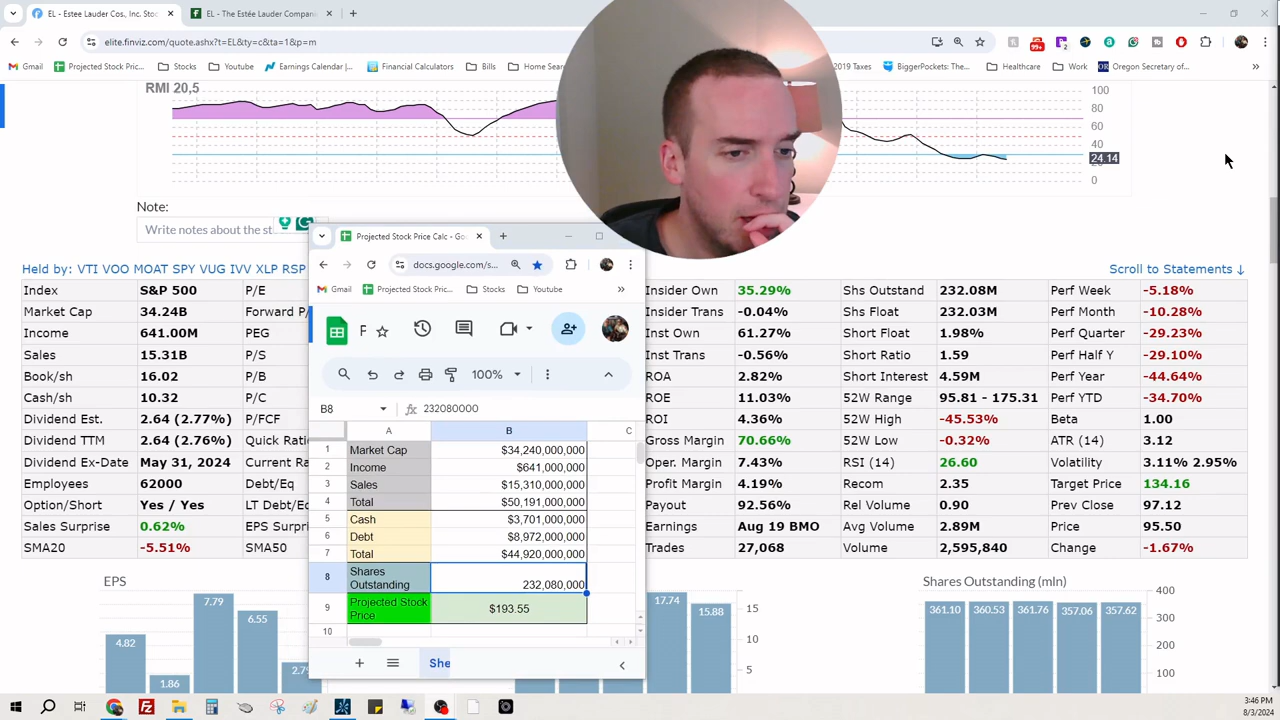 EL - Estee Lauder Cos, Inc. Stoc
EL - The Estée Lauder Compani
elite.finviz.com/quote.ashx?t=EL&ty=c&ta=1&p=m
99+
2
Gmail
Projected Stock Pric...
Stocks
Youtube
Earnings Calendar |...
Financial Calculators
Bills
Home Sear
2019 Taxes
BiggerPockets: The...
Healthcare
Work
Oregon Secretary of...
RMI 20,5
100
80
60
40
24.14
0
Note:
Write notes about the st
Projected Stock Price Calc - Go
docs.google.com/s...
Gmail
Projected Stock Pric...
Stocks
Youtube
F
100%
B8
232080000
A B C
1 Market Cap $34,240,000,000
2 Income $641,000,000
3 Sales $15,310,000,000
4 Total $50,191,000,000
5 Cash $3,701,000,000
6 Debt $8,972,000,000
7 Total $44,920,000,000
8 Shares Outstanding 232,080,000
9 Projected Stock Price $193.55
10
She
Held by: VTI VOO MOAT SPY VUG IVV XLP RSP
Scroll to Statements ↓
Index S&P 500 P/E Insider Own 35.29% Shs Outstand 232.08M Perf Week -5.18%
Market Cap 34.24B Forward P/ Insider Trans -0.04% Shs Float 232.03M Perf Month -10.28%
Income 641.00M PEG Inst Own 61.27% Short Float 1.98% Perf Quarter -29.23%
Sales 15.31B P/S Inst Trans -0.56% Short Ratio 1.59 Perf Half Y -29.10%
Book/sh 16.02 P/B ROA 2.82% Short Interest 4.59M Perf Year -44.64%
Cash/sh 10.32 P/C ROE 11.03% 52W Range 95.81 - 175.31 Perf YTD -34.70%
Dividend Est. 2.64 (2.77%) P/FCF ROI 4.36% 52W High -45.53% Beta 1.00
Dividend TTM 2.64 (2.76%) Quick Rati Gross Margin 70.66% 52W Low -0.32% ATR (14) 3.12
Dividend Ex-Date May 31, 2024 Current Ra Oper. Margin 7.43% RSI (14) 26.60 Volatility 3.11% 2.95%
Employees 62000 Debt/Eq Profit Margin 4.19% Recom 2.35 Target Price 134.16
Option/Short Yes / Yes LT Debt/E Payout 92.56% Rel Volume 0.90 Prev Close 97.12
Sales Surprise 0.62% EPS Surpri Earnings Aug 19 BMO Avg Volume 2.89M Price 95.50
SMA20 -5.51% SMA50 Trades 27,068 Volume 2,595,840 Change -1.67%
EPS
4.82 1.86 7.79 6.55 2.79
17.74 15.88
15
10
5
Shares Outstanding (mln)
361.10 360.53 361.76 357.06 357.62
400
300
200
100
3:46 PM
8/3/2024